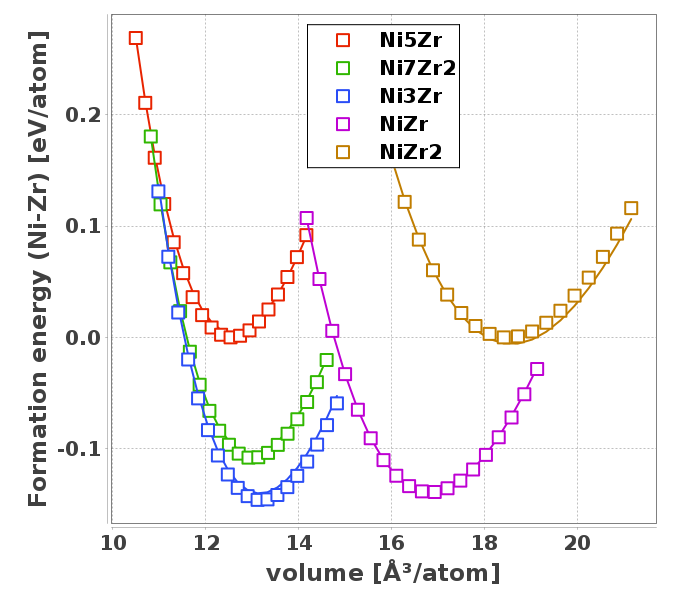 Formation energy (Ni-Zr) [eV/atom]
0.2
0.1
0.0
-0.1
Ni5Zr
Ni7Zr2
Ni3Zr
NiZr
NiZr2
10 12 14 16 18 20
volume [Å³/atom]